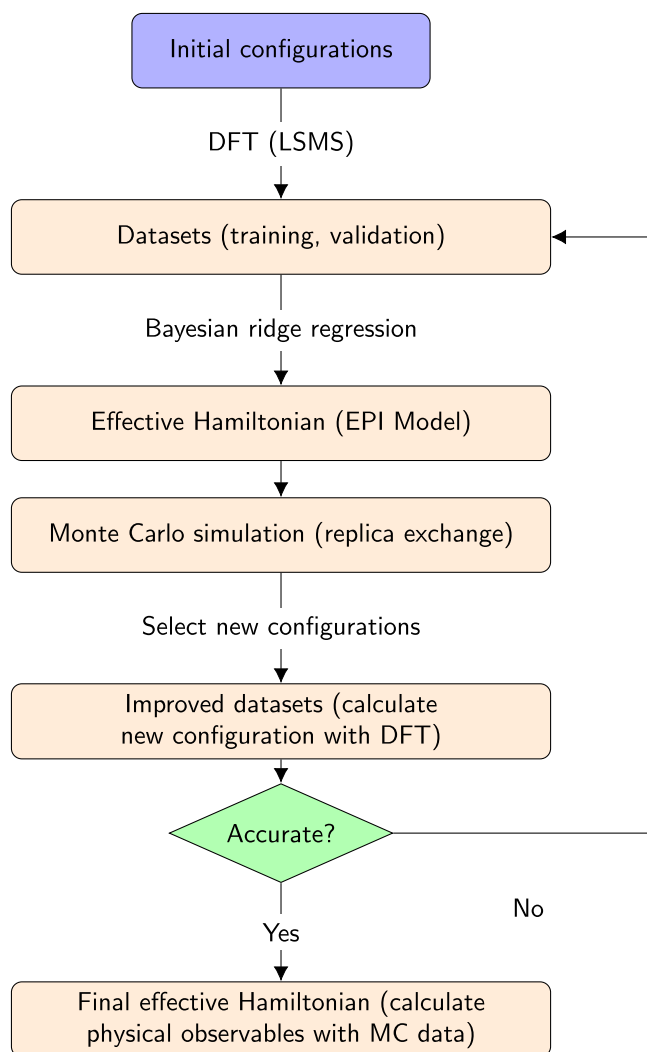 Initial configurations
DFT (LSMS)
Datasets (training, validation)
Bayesian ridge regression
Effective Hamiltonian (EPI Model)
Monte Carlo simulation (replica exchange)
Select new configurations
Improved datasets (calculate
new configuration with DFT)
Accurate?
No
Yes
Final effective Hamiltonian (calculate
physical observables with MC data)